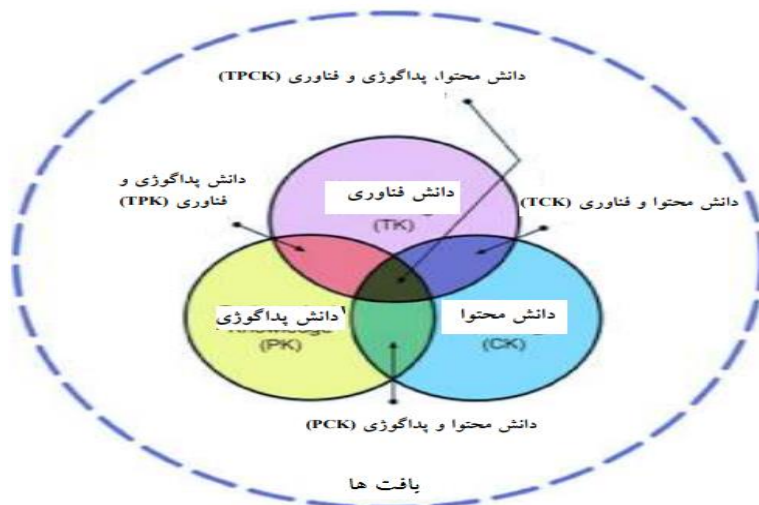 دانش محتوا، پداگوژی و فناوری (TPCK)
دانش پداگوژی و
فناوری (TPK)
دانش فناوری
(TK)
دانش محتوا و فناوری (TCK)
دانش پداگوژی
(PK)
دانش محتوا
(CK)
دانش محتوا و پداگوژی (PCK)
بافت ها